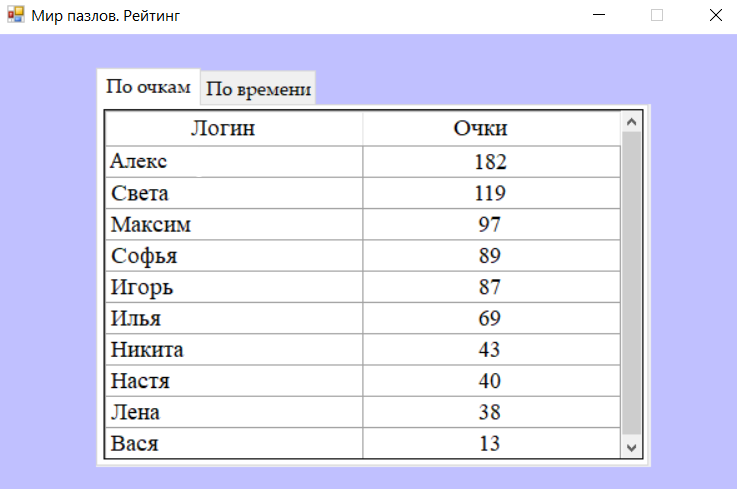 Мир пазлов. Рейтинг
По очкам По времени
Логин Очки
Алекс 182
Света 119
Максим 97
Софья 89
Игорь 87
Илья 69
Никита 43
Настя 40
Лена 38
Вася 13